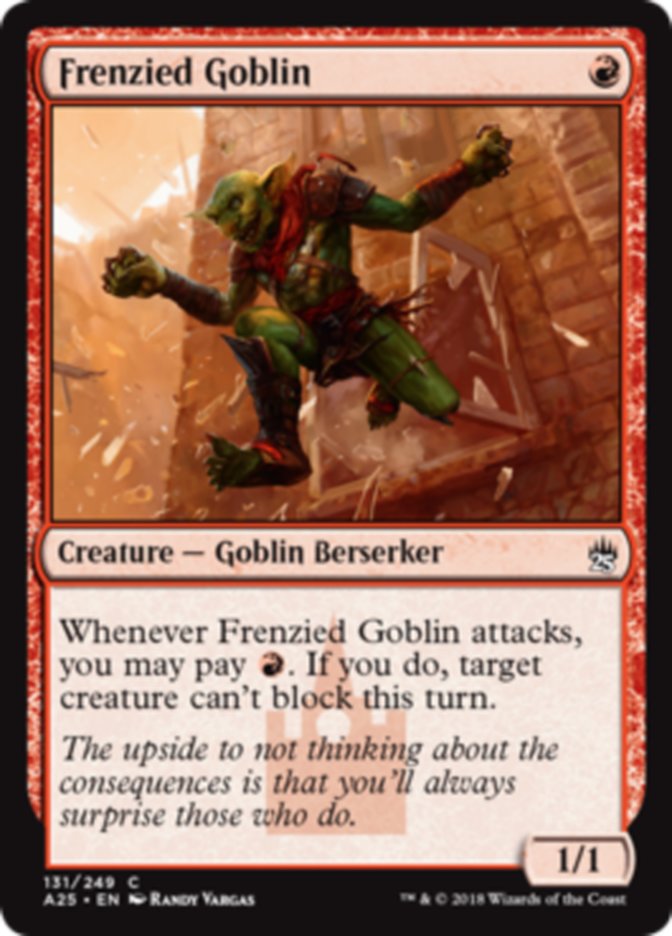 Frenzied Goblin
Creature — Goblin Berserker
25
Whenever Frenzied Goblin attacks,
you may pay . If you do, target
creature can't block this turn.
The upside to not thinking about the
consequences is that you'll always
surprise those who do.
1/1
131/249 C
A25 • EN Randy Vargas
™ & © 2018 Wizards of the Coast